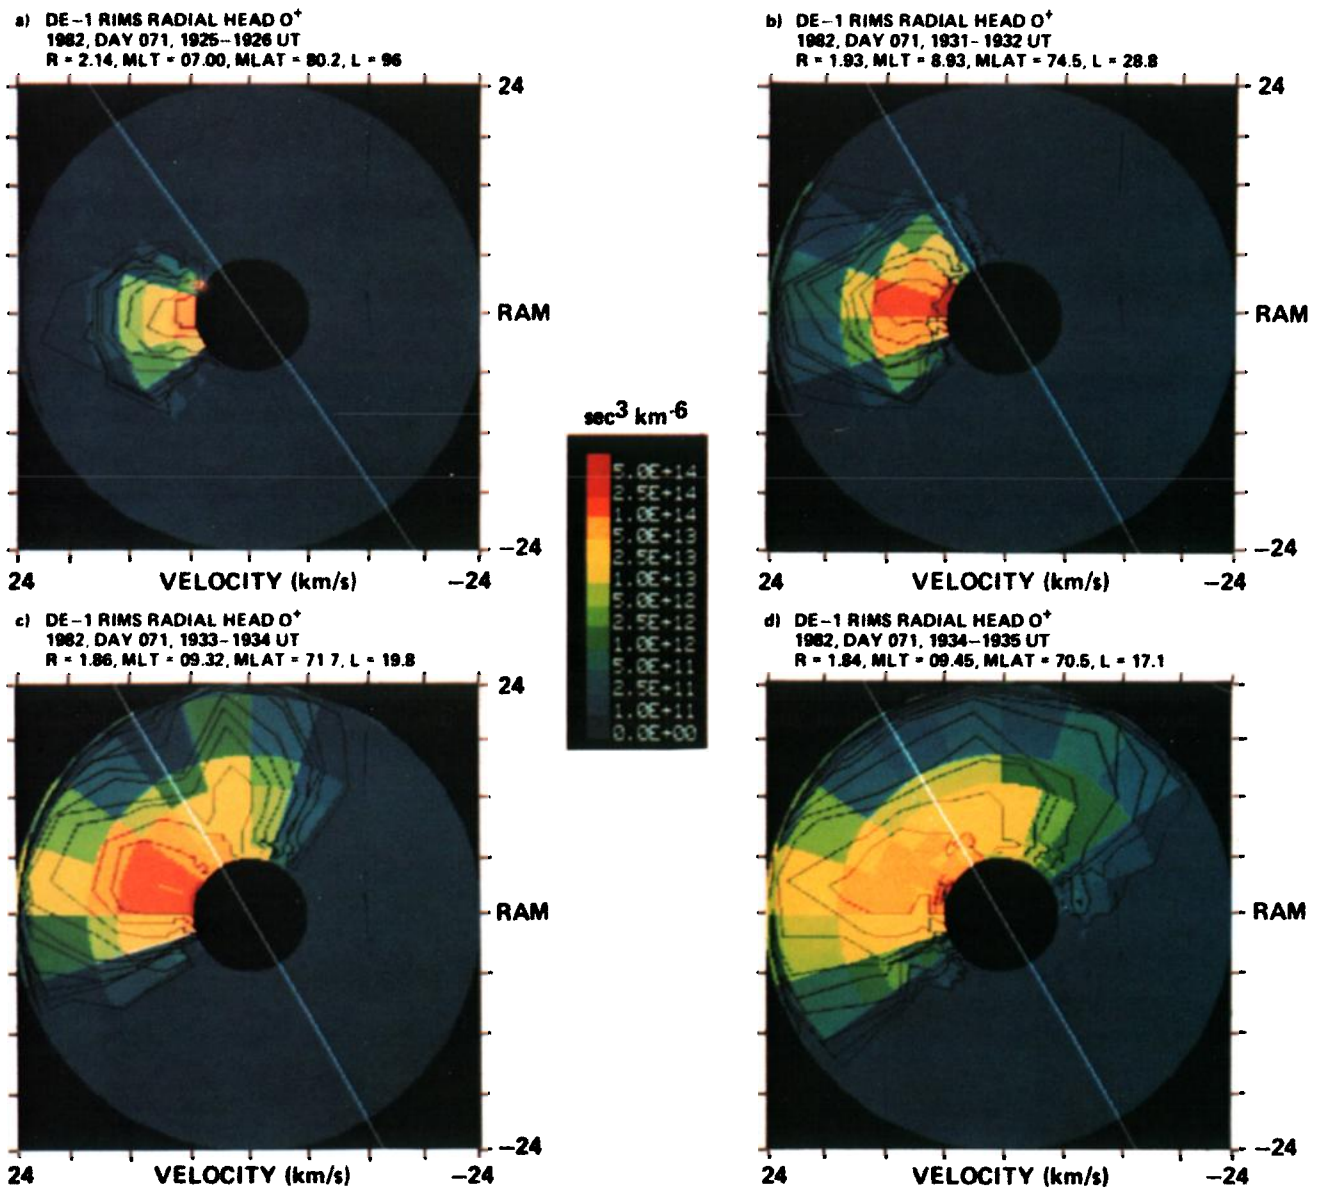 a) DE–1 RIMS RADIAL HEAD O+
1982, DAY 071, 1925–1926 UT
R = 2.14, MLT = 07.00, MLAT = 80.2, L = 96
24
RAM
–24
24 VELOCITY (km/s) –24
b) DE–1 RIMS RADIAL HEAD O+
1982, DAY 071, 1931–1932 UT
R = 1.93, MLT = 8.93, MLAT = 74.5, L = 28.8
24
RAM
–24
24 VELOCITY (km/s) –24
sec3 km-6
5.0E+14
2.5E+14
1.0E+14
5.0E+13
2.5E+13
1.0E+13
5.0E+12
2.5E+12
1.0E+12
5.0E+11
2.5E+11
1.0E+11
0.0E+00
c) DE–1 RIMS RADIAL HEAD O+
1982, DAY 071, 1933–1934 UT
R = 1.86, MLT = 09.32, MLAT = 71 7, L = 19.8
24
RAM
–24
24 VELOCITY (km/s) –24
d) DE–1 RIMS RADIAL HEAD O+
1982, DAY 071, 1934–1935 UT
R = 1.84, MLT = 09.45, MLAT = 70.5, L = 17.1
24
RAM
–24
24 VELOCITY (km/s) –24